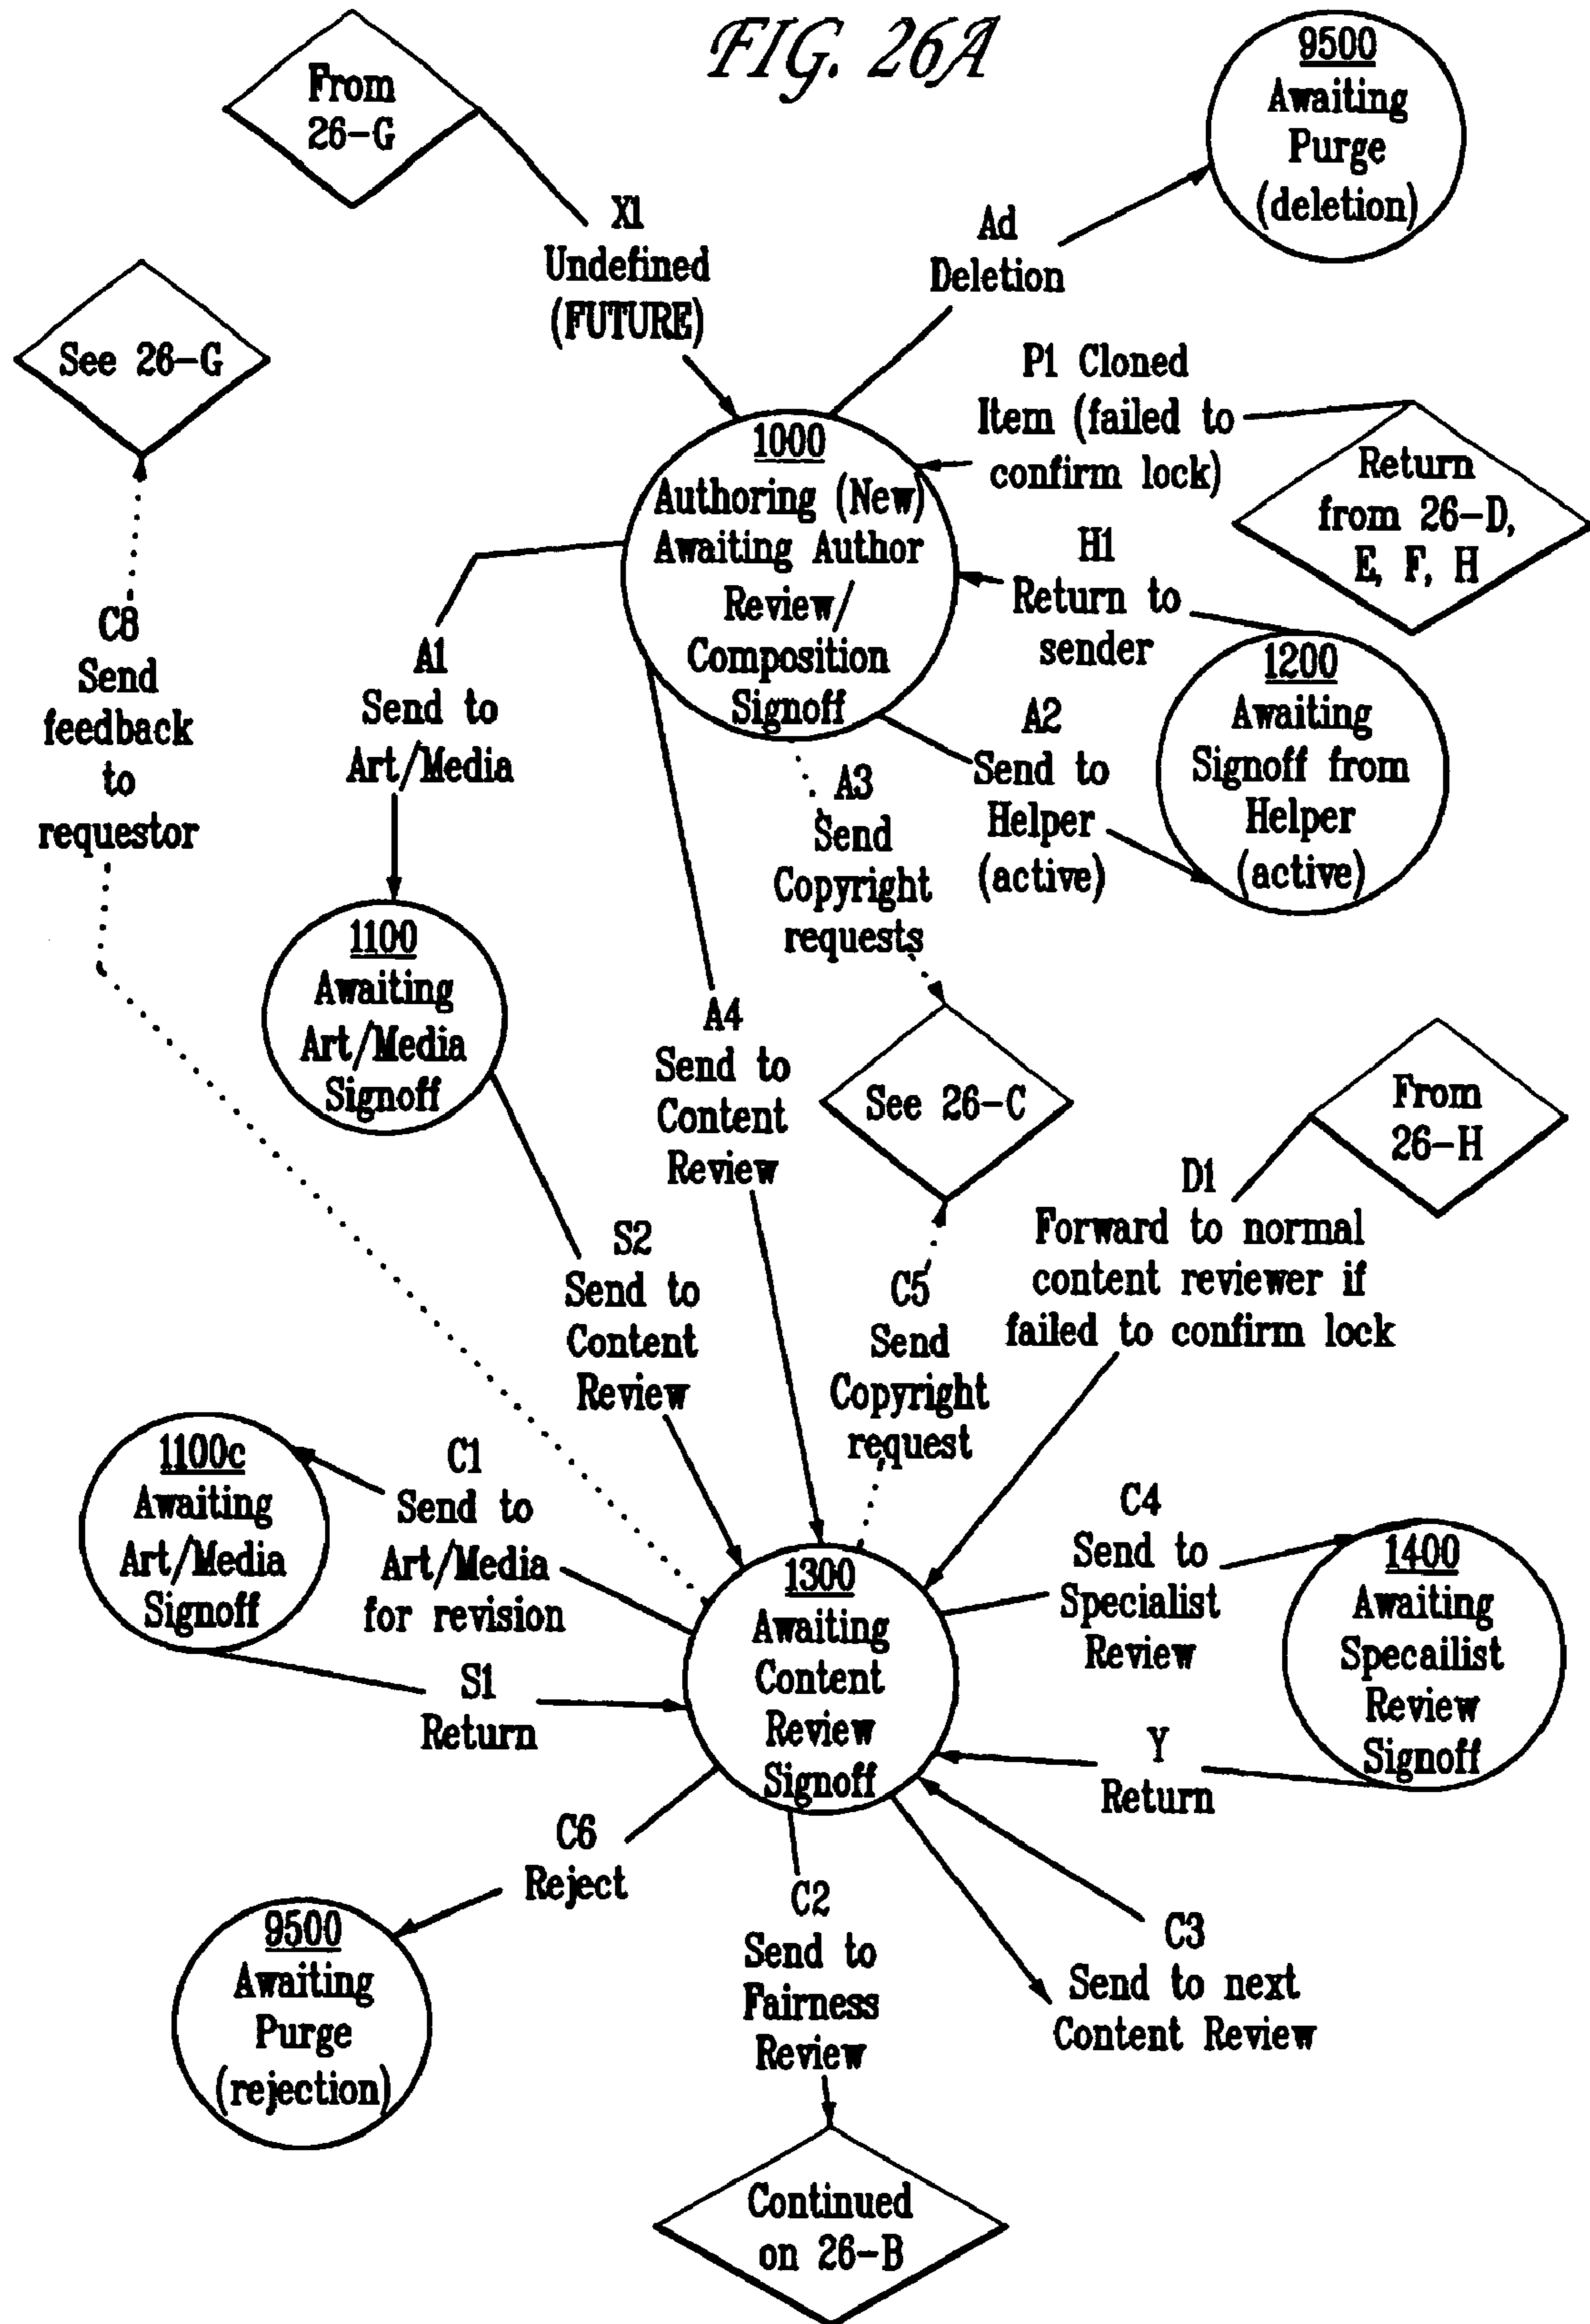 FIG. 26A
From
26-G
9500
Awaiting
Purge
(deletion)
X1
Undefined
(FUTURE)
Ad
Deletion
See 26-G
P1 Cloned
Item (failed to
confirm lock)
Return
from 26-D,
E, F, H
1000
Authoring (New)
Awaiting Author
Review/
Composition
Signoff
H1
Return to
sender
1200
Awaiting
Signoff from
Helper
(active)
C8
Send
feedback
to
requestor
A1
Send to
Art/Media
A2
Send to
Helper
(active)
A3
Send
Copyright
requests
1100
Awaiting
Art/Media
Signoff
A4
Send to
Content
Review
See 26-C
From
26-H
D1
Forward to normal
content reviewer if
failed to confirm lock
S2
Send to
Content
Review
C5
Send
Copyright
request
1100c
Awaiting
Art/Media
Signoff
C1
Send to
Art/Media
for revision
C4
Send to
Specialist
Review
1400
Awaiting
Specailist
Review
Signoff
1300
Awaiting
Content
Review
Signoff
S1
Return
Y
Return
C6
Reject
9500
Awaiting
Purge
(rejection)
C2
Send to
Fairness
Review
C3
Send to next
Content Review
Continued
on 26-B